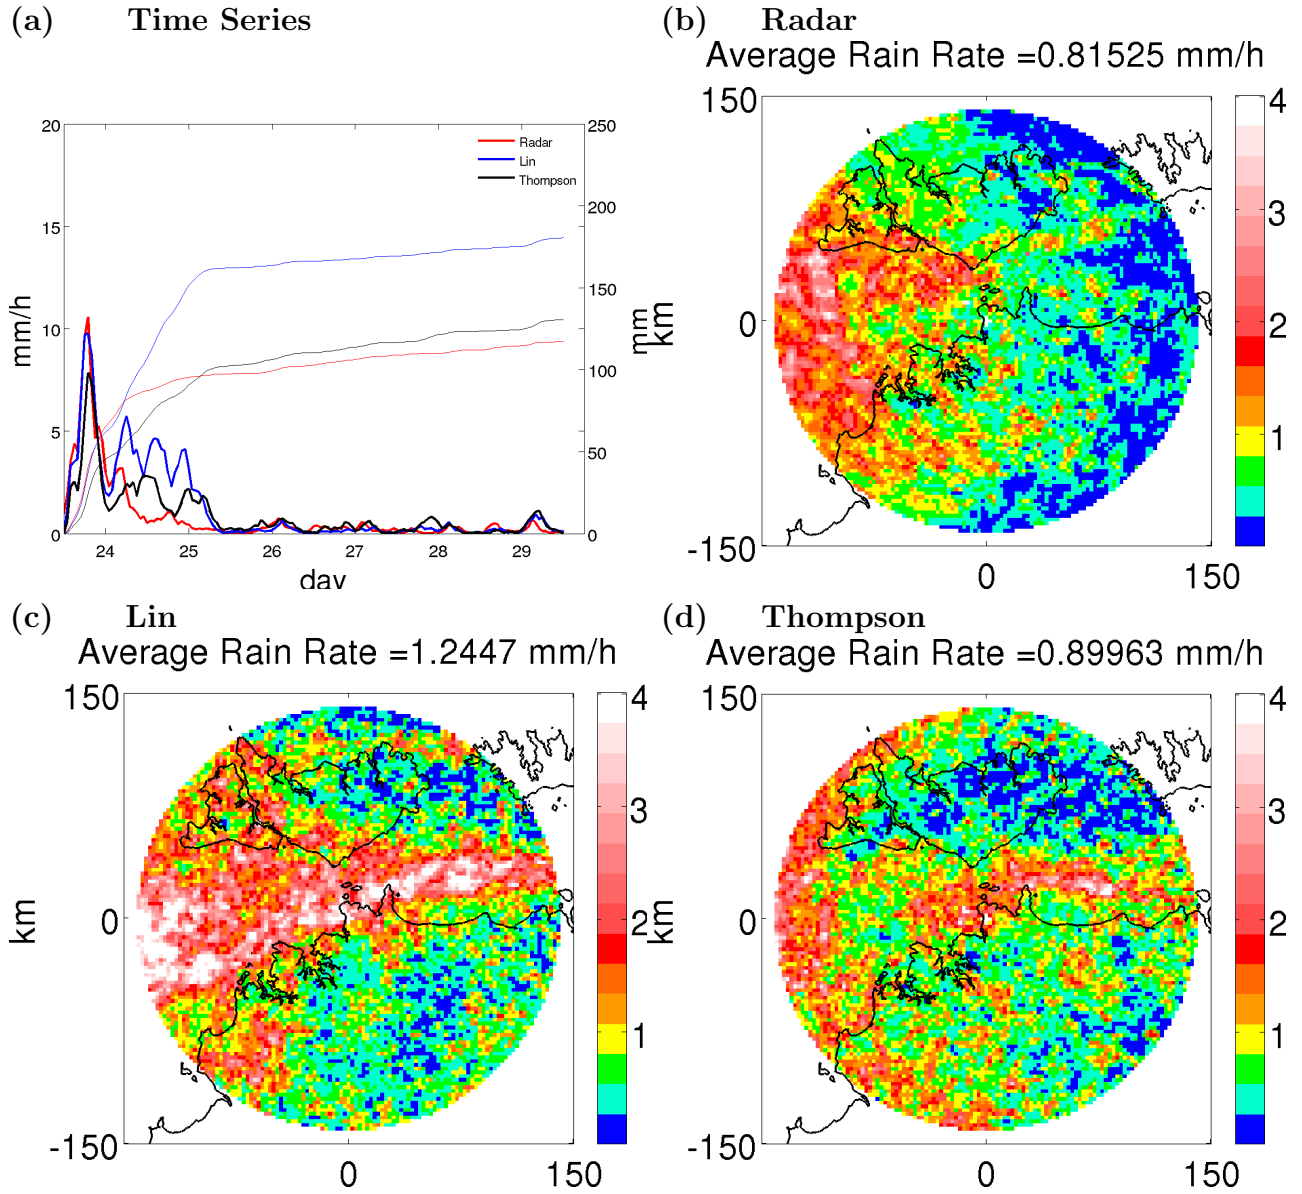 (a) Time Series
20
15
10
5
0
mm/h
250
200
150
100
50
0
mm
Radar
Lin
Thompson
24 25 26 27 28 29
day
(b) Radar
Average Rain Rate =0.81525 mm/h
150
0
-150
km
0 150
4
3
2
1
(c) Lin
Average Rain Rate =1.2447 mm/h
150
0
-150
km
0 150
4
3
2
1
(d) Thompson
Average Rain Rate =0.89963 mm/h
150
0
-150
km
0 150
4
3
2
1